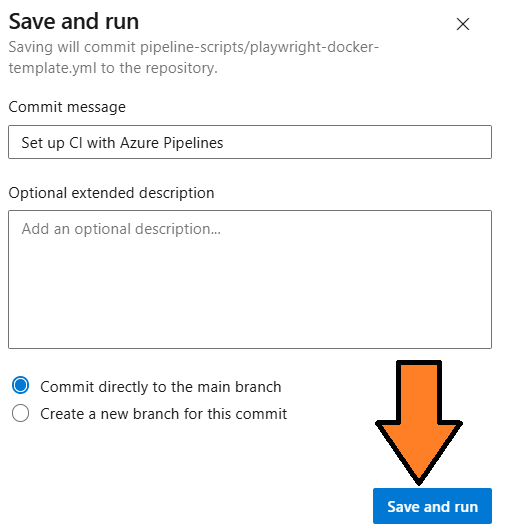 Save and run
Saving will commit pipeline-scripts/playwright-docker-
template.yml to the repository.
Commit message
Set up CI with Azure Pipelines
Optional extended description
Add an optional description...
Commit directly to the main branch
Create a new branch for this commit
Save and run